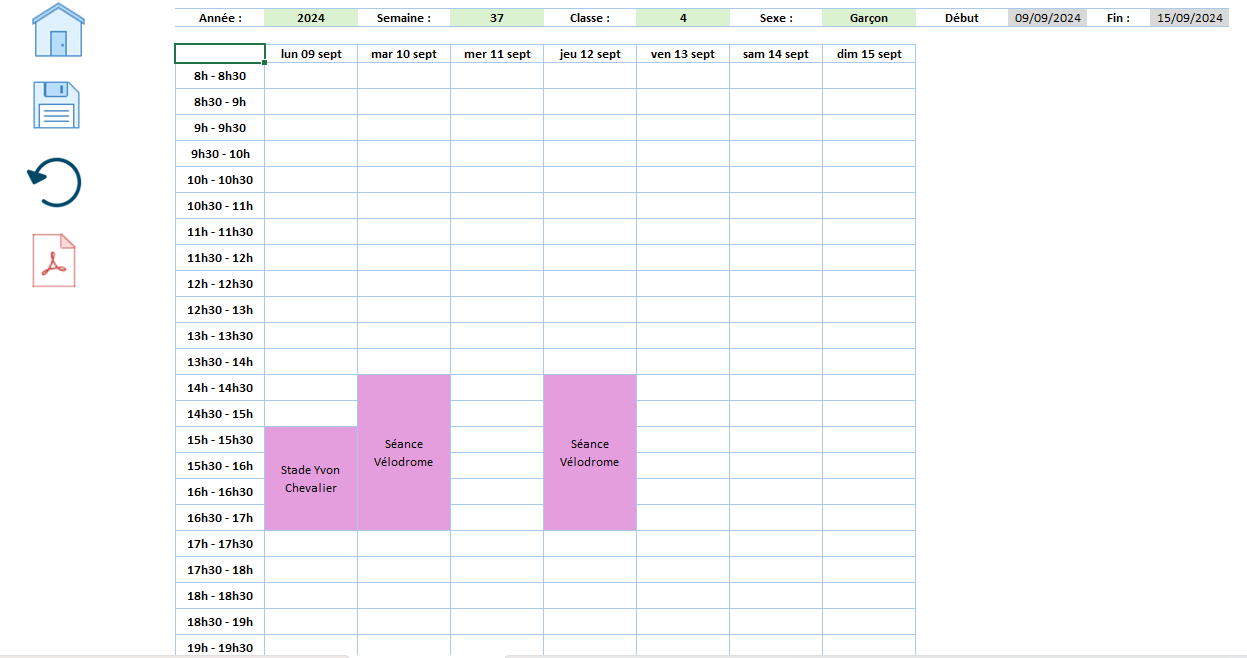 Année : 2024 Semaine : 37 Classe : 4 Sexe : Garçon Début 09/09/2024 Fin : 15/09/2024
lun 09 sept mar 10 sept mer 11 sept jeu 12 sept ven 13 sept sam 14 sept dim 15 sept
8h - 8h30
8h30 - 9h
9h - 9h30
9h30 - 10h
10h - 10h30
10h30 - 11h
11h - 11h30
11h30 - 12h
12h - 12h30
12h30 - 13h
13h - 13h30
13h30 - 14h
14h - 14h30
14h30 - 15h
15h - 15h30
Séance
Vélodrome
Séance
Vélodrome
15h30 - 16h
Stade Yvon
Chevalier
16h - 16h30
16h30 - 17h
17h - 17h30
17h30 - 18h
18h - 18h30
18h30 - 19h
19h - 19h30